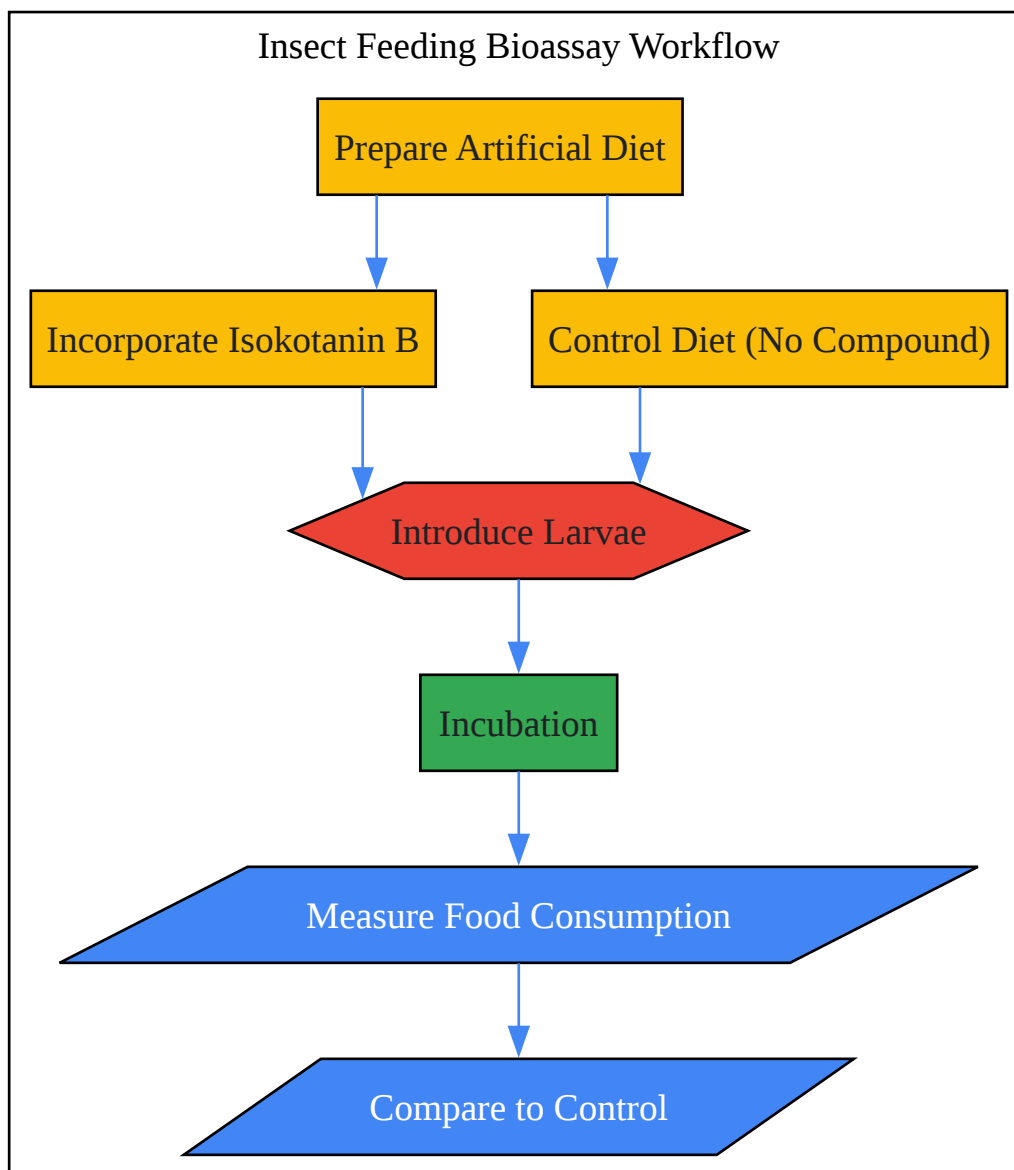 Insect Feeding Bioassay Workflow
Prepare Artificial Diet
Incorporate Isokotanin B
Control Diet (No Compound)
Introduce Larvae
Incubation
Measure Food Consumption
Compare to Control